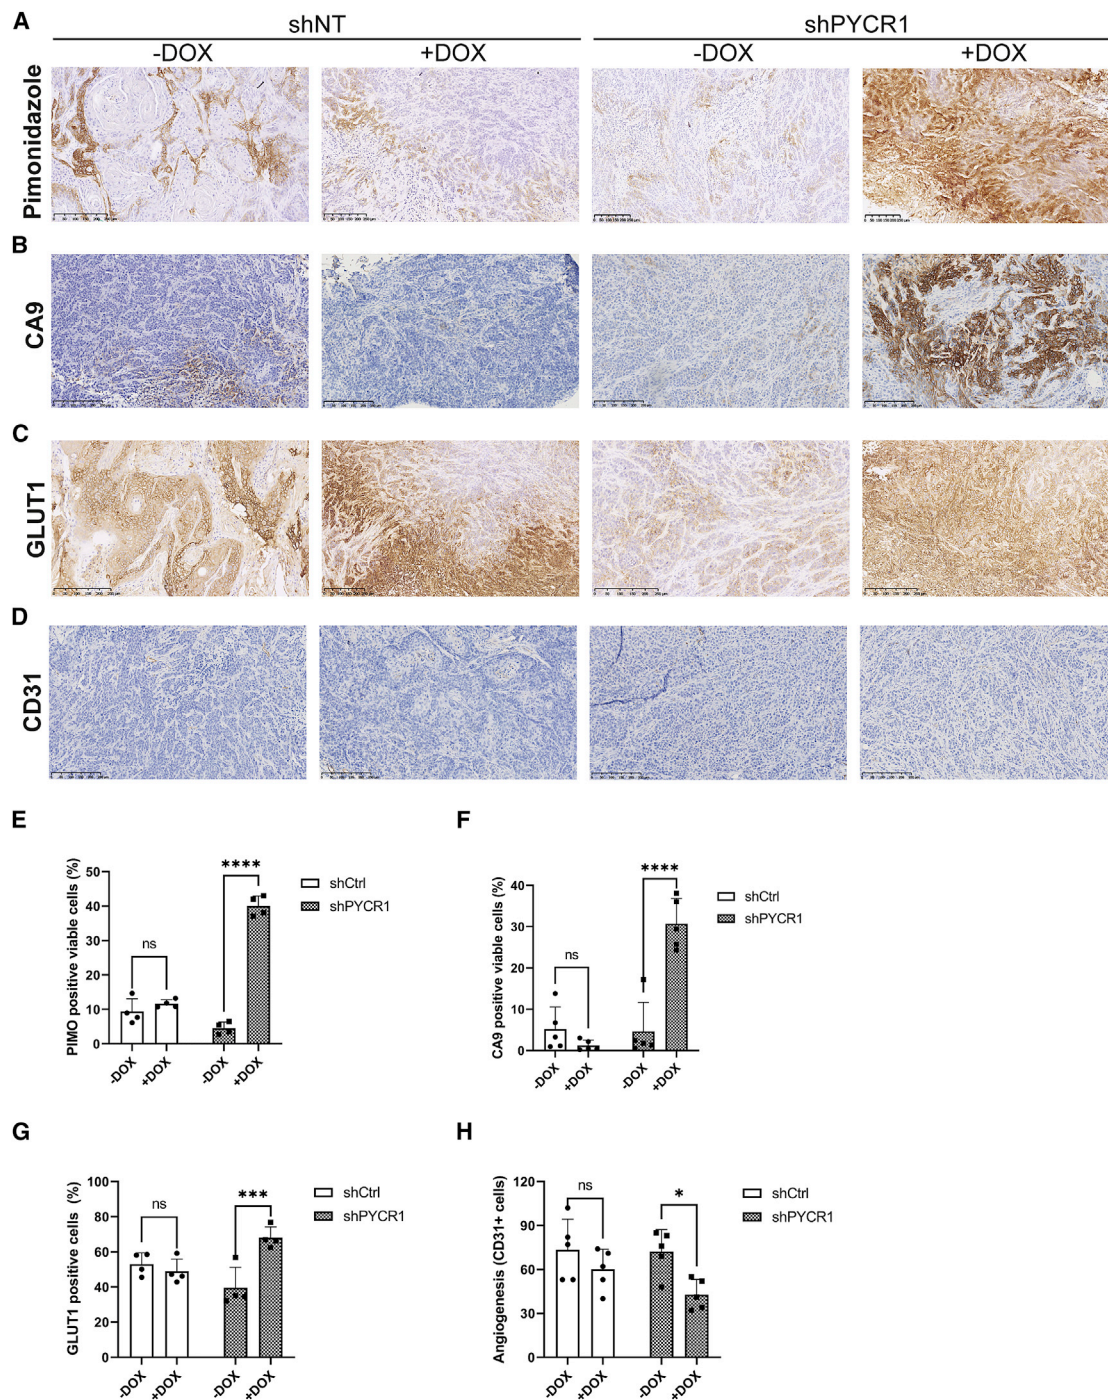 A
shNT
shPYCR1
-DOX
+DOX
-DOX
+DOX
Pimonidazole
B
CA9
C
GLUT1
D
CD31
E
F
PIMO positive viable cells (%)
50
40
30
20
10
0
ns
****
-DOX
+DOX
-DOX
+DOX
shCtrl
shPYCR1
CA9 positive viable cells (%)
40
30
20
10
0
ns
****
-DOX
+DOX
-DOX
+DOX
shCtrl
shPYCR1
G
H
GLUT1 positive cells (%)
100
80
60
40
20
0
ns
***
-DOX
+DOX
-DOX
+DOX
shCtrl
shPYCR1
Angiogenesis (CD31+ cells)
120
90
60
30
0
ns
*
-DOX
+DOX
-DOX
+DOX
shCtrl
shPYCR1